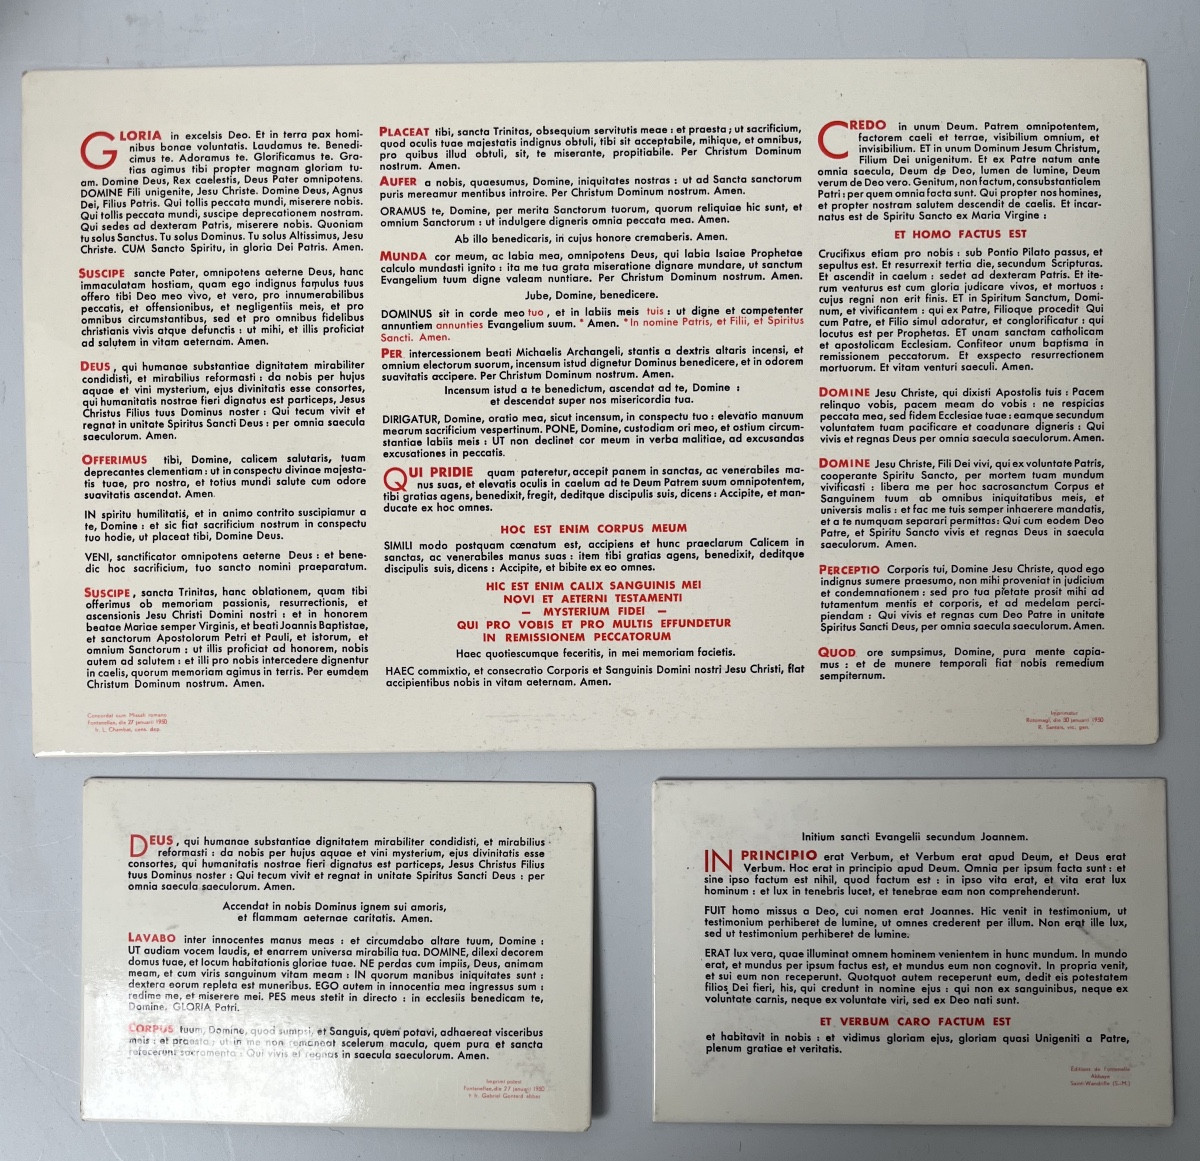 GLORIA in excelsis Deo. Et in terra pax homi-
nibus bonae voluntatis. Laudamus te. Benedi-
cimus te. Adoramus te. Glorificamus te. Gra-
tias agimus tibi propter magnam gloriam tu-
am. Domine Deus, Rex caelestis, Deus Pater omnipotens.
DOMINE Fili unigenite, Jesu Christe. Domine Deus, Agnus
Dei, Filius Patris. Qui tollis peccata mundi, miserere nobis.
Qui tollis peccata mundi, suscipe deprecationem nostram.
Qui sedes ad dexteram Patris, miserere nobis. Quoniam
tu solus Sanctus. Tu solus Dominus. Tu solus Altissimus, Jesu
Christe. CUM Sancto Spiritu, in gloria Dei Patris. Amen.
SUSCIPE sancte Pater, omnipotens aeterne Deus, hanc
immaculatam hostiam, quam ego indignus famulus tuus
offero tibi Deo meo vivo, et vero, pro innumerabilibus
peccatis, et offensionibus, et negligentiis meis, et pro
omnibus circumstantibus, sed et pro omnibus fidelibus
christianis vivis atque defunctis : ut mihi, et illis proficiat
ad salutem in vitam aeternam. Amen.
DEUS, qui humanae substantiae dignitatem mirabiliter
condidisti, et mirabilius reformasti : da nobis per hujus
aquae et vini mysterium, ejus divinitatis esse consortes,
qui humanitatis nostrae fieri dignatus est particeps, Jesus
Christus Filius tuus Dominus noster : Qui tecum vivit et
regnat in unitate Spiritus Sancti Deus : per omnia saecula
saeculorum. Amen.
OFFERIMUS tibi, Domine, calicem salutaris, tuam
deprecantes clementiam : ut in conspectu divinae majesta-
tis tuae, pro nostra, et totius mundi salute cum odore
suavitatis ascendat. Amen.
IN spiritu humilitatis, et in animo contrito suscipiamur a
te, Domine : et sic fiat sacrificium nostrum in conspectu
tuo hodie, ut placeat tibi, Domine Deus.
VENI, sanctificator omnipotens aeterne Deus : et bene-
dic hoc sacrificium, tuo sancto nomini praeparatum.
SUSCIPE, sancta Trinitas, hanc oblationem, quam tibi
offerimus ob memoriam passionis, resurrectionis, et
ascensionis Jesu Christi Domini nostri : et in honorem
beatae Mariae semper Virginis, et beati Joannis Baptistae,
et sanctorum Apostolorum Petri et Pauli, et istorum, et
omnium Sanctorum : ut illis proficiat ad honorem, nobis
autem ad salutem : et illi pro nobis intercedere dignentur
in caelis, quorum memoriam agimus in terris. Per eumdem
Christum Dominum nostrum. Amen.
Concordat cum Missali romano
Fontanellae, die 27 januarii 1950
fr. L. Chambat, cens. dep.
PLACEAT tibi, sancta Trinitas, obsequium servitutis meae : et praesta ; ut sacrificium,
quod oculis tuae majestatis indignus obtuli, tibi sit acceptabile, mihique, et omnibus,
pro quibus illud obtuli, sit, te miserante, propitiabile. Per Christum Dominum
nostrum. Amen.
AUFER a nobis, quaesumus, Domine, iniquitates nostras : ut ad Sancta sanctorum
puris mereamur mentibus introire. Per Christum Dominum nostrum. Amen.
ORAMUS te, Domine, per merita Sanctorum tuorum, quorum reliquiae hic sunt, et
omnium Sanctorum : ut indulgere digneris omnia peccata mea. Amen.
Ab illo benedicaris, in cujus honore cremaberis. Amen.
MUNDA cor meum, ac labia mea, omnipotens Deus, qui labia Isaiae Prophetae
calculo mundasti ignito : ita me tua grata miseratione dignare mundare, ut sanctum
Evangelium tuum digne valeam nuntiare. Per Christum Dominum nostrum. Amen.
Jube, Domine, benedicere.
DOMINUS sit in corde meo tuo, et in labiis meis tuis : ut digne et competenter
annuntiem annunties Evangelium suum. * Amen. * In nomine Patris, et Filii, et Spiritus
Sancti. Amen.
PER intercessionem beati Michaelis Archangeli, stantis a dextris altaris incensi, et
omnium electorum suorum, incensum istud dignetur Dominus benedicere, et in odorem
suavitatis accipere. Per Christum Dominum nostrum. Amen.
Incensum istud a te benedictum, ascendat ad te, Domine :
et descendat super nos misericordia tua.
DIRIGATUR, Domine, oratio mea, sicut incensum, in conspectu tuo : elevatio manuum
mearum sacrificium vespertinum. PONE, Domine, custodiam ori meo, et ostium circum-
stantiae labiis meis : UT non declinet cor meum in verba malitiae, ad excusandas
excusationes in peccatis.
QUI PRIDIE quam pateretur, accepit panem in sanctas, ac venerabiles ma-
nus suas, et elevatis oculis in caelum ad te Deum Patrem suum omnipotentem,
tibi gratias agens, benedixit, fregit, deditque discipulis suis, dicens : Accipite, et man-
ducate ex hoc omnes.
HOC EST ENIM CORPUS MEUM
SIMILI modo postquam cœnatum est, accipiens et hunc praeclarum Calicem in
sanctas, ac venerabiles manus suas : item tibi gratias agens, benedixit, deditque
discipulis suis, dicens : Accipite, et bibite ex eo omnes.
HIC EST ENIM CALIX SANGUINIS MEI
NOVI ET AETERNI TESTAMENTI
— MYSTERIUM FIDEI —
QUI PRO VOBIS ET PRO MULTIS EFFUNDETUR
IN REMISSIONEM PECCATORUM
Haec quotiescumque feceritis, in mei memoriam facietis.
HAEC commixtio, et consecratio Corporis et Sanguinis Domini nostri Jesu Christi, fiat
accipientibus nobis in vitam aeternam. Amen.
CREDO in unum Deum. Patrem omnipotentem,
factorem caeli et terrae, visibilium omnium, et
invisibilium. ET in unum Dominum Jesum Christum,
Filium Dei unigenitum. Et ex Patre natum ante
omnia saecula, Deum de Deo, lumen de lumine, Deum
verum de Deo vero. Genitum, non factum, consubstantialem
Patri : per quem omnia facta sunt. Qui propter nos homines,
et propter nostram salutem descendit de caelis. Et incar-
natus est de Spiritu Sancto ex Maria Virgine :
ET HOMO FACTUS EST
Crucifixus etiam pro nobis : sub Pontio Pilato passus, et
sepultus est. Et resurrexit tertia die, secundum Scripturas.
Et ascendit in caelum : sedet ad dexteram Patris. Et ite-
rum venturus est cum gloria judicare vivos, et mortuos :
cujus regni non erit finis. ET in Spiritum Sanctum, Domi-
num, et vivificantem : qui ex Patre, Filioque procedit Qui
cum Patre, et Filio simul adoratur, et conglorificatur : qui
locutus est per Prophetas. ET unam sanctam catholicam
et apostolicam Ecclesiam. Confiteor unum baptisma in
remissionem peccatorum. Et exspecto resurrectionem
mortuorum. Et vitam venturi saeculi. Amen.
DOMINE Jesu Christe, qui dixisti Apostolis tuis : Pacem
relinquo vobis, pacem meam do vobis : ne respicias
peccata mea, sed fidem Ecclesiae tuae : eamque secundum
voluntatem tuam pacificare et coadunare digneris : Qui
vivis et regnas Deus per omnia saecula saeculorum. Amen.
DOMINE Jesu Christe, Fili Dei vivi, qui ex voluntate Patris,
cooperante Spiritu Sancto, per mortem tuam mundum
vivificasti : libera me per hoc sacrosanctum Corpus et
Sanguinem tuum ab omnibus iniquitatibus meis, et
universis malis : et fac me tuis semper inhaerere mandatis,
et a te numquam separari permittas : Qui cum eodem Deo
Patre, et Spiritu Sancto vivis et regnas Deus in saecula
saeculorum. Amen.
PERCEPTIO Corporis tui, Domine Jesu Christe, quod ego
indignus sumere praesumo, non mihi proveniat in judicium
et condemnationem : sed pro tua pietate prosit mihi ad
tutamentum mentis et corporis, et ad medelam perci-
piendam : Qui vivis et regnas cum Deo Patre in unitate
Spiritus Sancti Deus, per omnia saecula saeculorum. Amen.
QUOD ore sumpsimus, Domine, pura mente capia-
mus : et de munere temporali fiat nobis remedium
sempiternum.
Imprimatur
Rotomagi, die 30 januarii 1950
R. Santais, vic. gen.
DEUS, qui humanae substantiae dignitatem mirabiliter condidisti, et mirabilius
reformasti : da nobis per hujus aquae et vini mysterium, ejus divinitatis esse
consortes, qui humanitatis nostrae fieri dignatus est particeps, Jesus Christus Filius
tuus Dominus noster : Qui tecum vivit et regnat in unitate Spiritus Sancti Deus : per
omnia saecula saeculorum. Amen.
Accendat in nobis Dominus ignem sui amoris,
et flammam aeternae caritatis. Amen.
LAVABO inter innocentes manus meas : et circumdabo altare tuum, Domine :
UT audiam vocem laudis, et enarrem universa mirabilia tua. DOMINE, dilexi decorem
domus tuae, et locum habitationis gloriae tuae. NE perdas cum impiis, Deus, animam
meam, et cum viris sanguinum vitam meam : IN quorum manibus iniquitates sunt :
dextera eorum repleta est muneribus. EGO autem in innocentia mea ingressus sum :
redime me, et miserere mei. PES meus stetit in directo : in ecclesiis benedicam te,
Domine. GLORIA Patri.
CORPUS tuum, Domine, quod sumpsi, et Sanguis, quem potavi, adhaereat visceribus
meis : et praesta : ut in me non remaneat scelerum macula, quem pura et sancta
refecerunt sacramenta : Qui vivis et regnas in saecula saeculorum. Amen.
Imprimi potest
Fontanellae, die 27 januarii 1950
† fr. Gabriel Gontard abbas
Initium sancti Evangelii secundum Joannem.
IN PRINCIPIO erat Verbum, et Verbum erat apud Deum, et Deus erat
Verbum. Hoc erat in principio apud Deum. Omnia per ipsum facta sunt : et
sine ipso factum est nihil, quod factum est : in ipso vita erat, et vita erat lux
hominum : et lux in tenebris lucet, et tenebrae eam non comprehenderunt.
FUIT homo missus a Deo, cui nomen erat Joannes. Hic venit in testimonium, ut
testimonium perhiberet de lumine, ut omnes crederent per illum. Non erat ille lux,
sed ut testimonium perhiberet de lumine.
ERAT lux vera, quae illuminat omnem hominem venientem in hunc mundum. In mundo
erat, et mundus per ipsum factus est, et mundus eum non cognovit. In propria venit,
et sui eum non receperunt. Quotquot autem receperunt eum, dedit eis potestatem
filios Dei fieri, his, qui credunt in nomine ejus : qui non ex sanguinibus, neque ex
voluntate carnis, neque ex voluntate viri, sed ex Deo nati sunt.
ET VERBUM CARO FACTUM EST
et habitavit in nobis : et vidimus gloriam ejus, gloriam quasi Unigeniti a Patre,
plenum gratiae et veritatis.
Editions de Fontenelle
Abbaye
Saint-Wandrille (S.-M.)